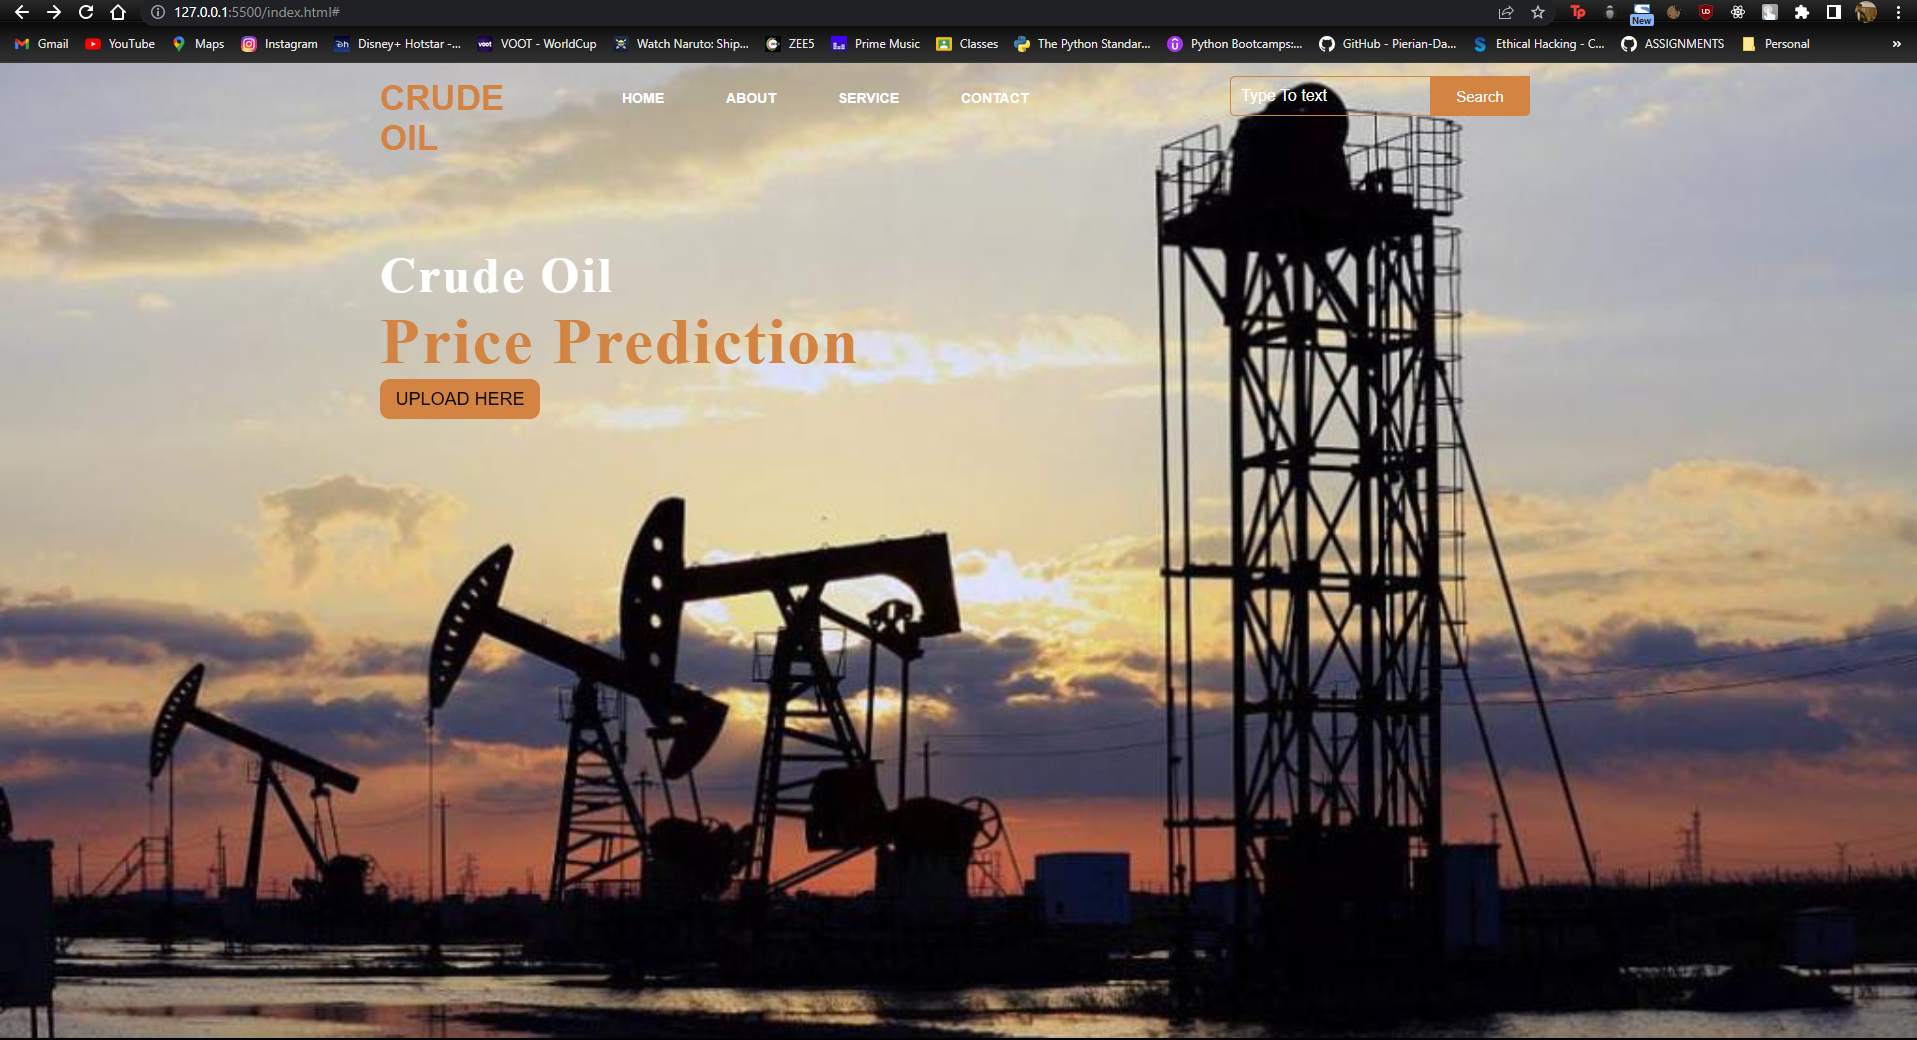 127.0.0.1:5500/index.html#
New
Gmail YouTube Maps Instagram Disney+ Hotstar -... VOOT - WorldCup Watch Naruto: Ship... ZEE5 Prime Music Classes The Python Standar... Python Bootcamps:... GitHub - Pierian-Da... Ethical Hacking - C... ASSIGNMENTS Personal »
CRUDE
OIL
HOME ABOUT SERVICE CONTACT
Type To text Search
Crude Oil
Price Prediction
UPLOAD HERE